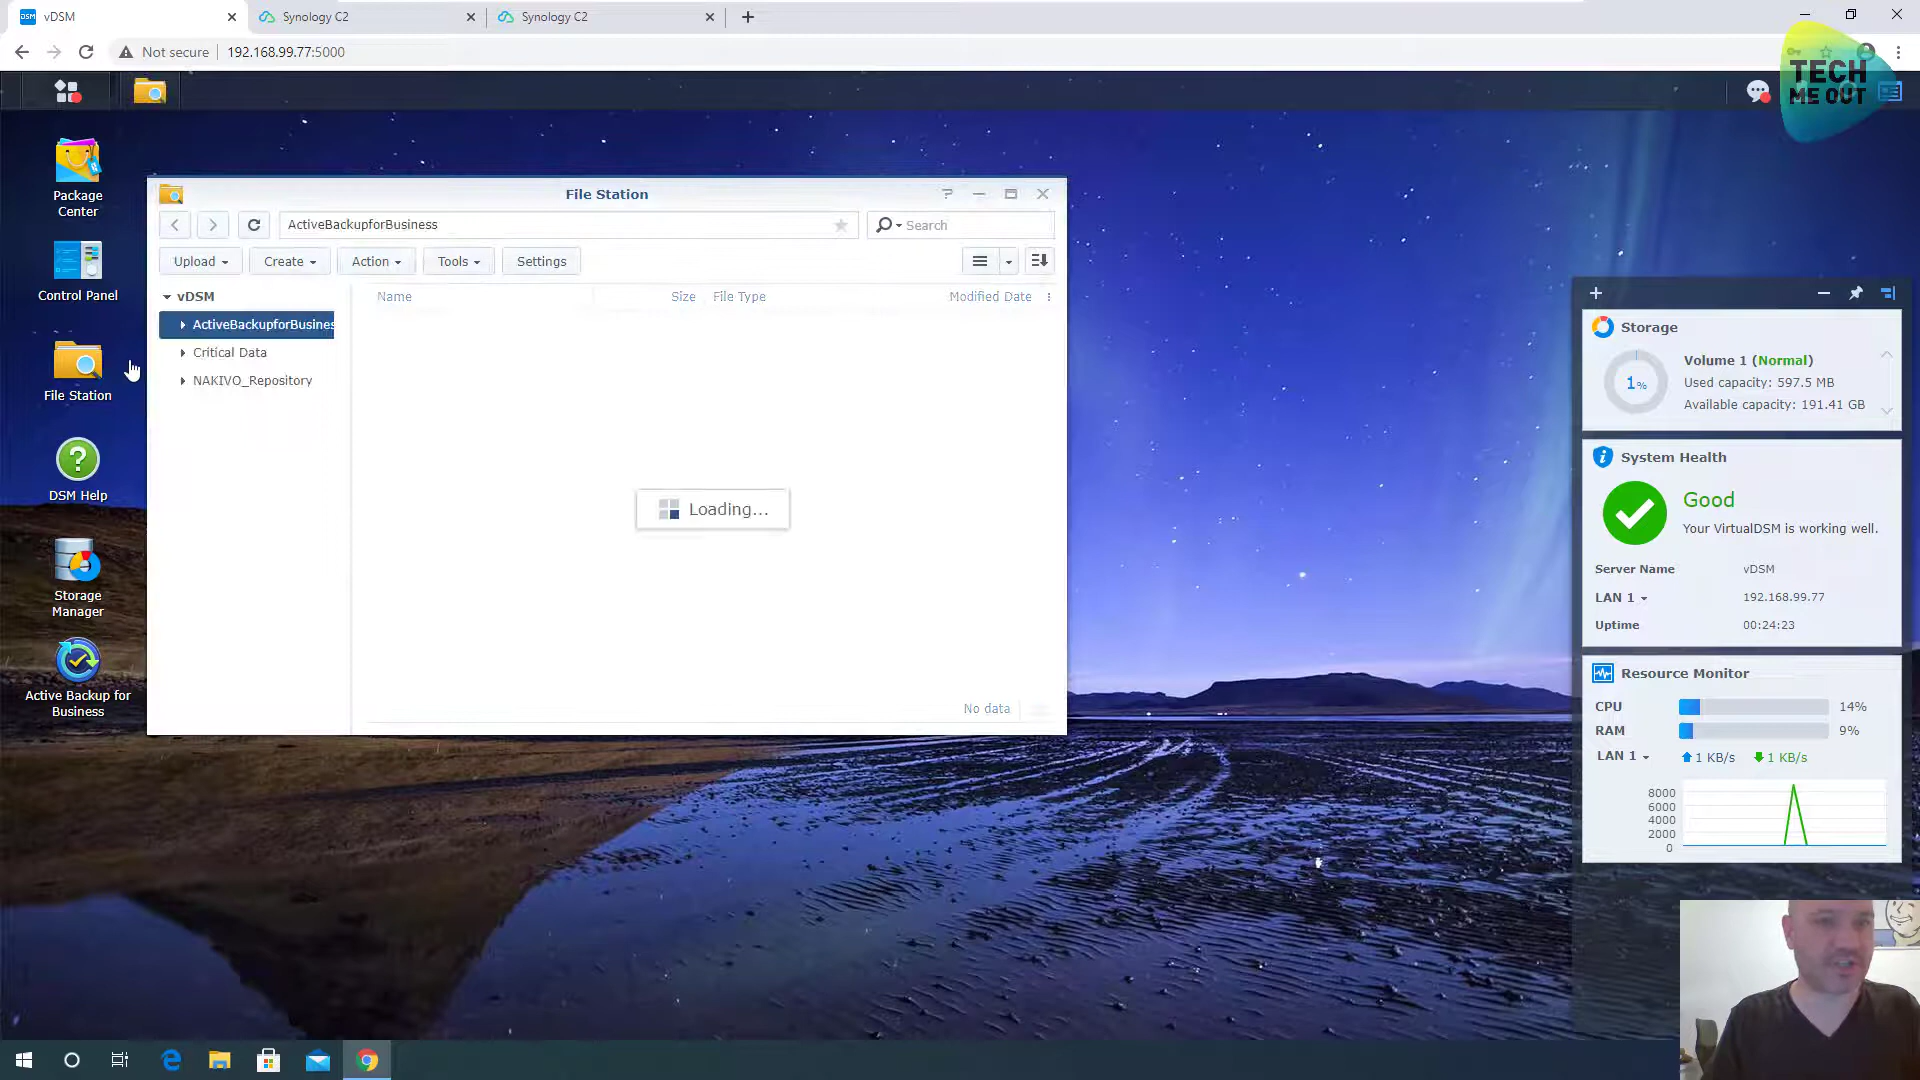 DSM
vDSM
Synology C2
Synology C2
Not secure
192.168.99.77:5000
TECH
ME OUT
Package
Center
Control Panel
File Station
DSM Help
Storage
Manager
Active Backup for
Business
File Station
ActiveBackupforBusiness
Search
Upload
Create
Action
Tools
Settings
vDSM
ActiveBackupforBusines
Critical Data
NAKIVO_Repository
Name
Size
File Type
Modified Date
Loading...
No data
Storage
1%
Volume 1 (Normal)
Used capacity: 597.5 MB
Available capacity: 191.41 GB
System Health
Good
Your VirtualDSM is working well.
Server Name
vDSM
LAN 1
192.168.99.77
Uptime
00:24:23
Resource Monitor
CPU
14%
RAM
9%
LAN 1
1 KB/s
1 KB/s
8000
6000
4000
2000
0